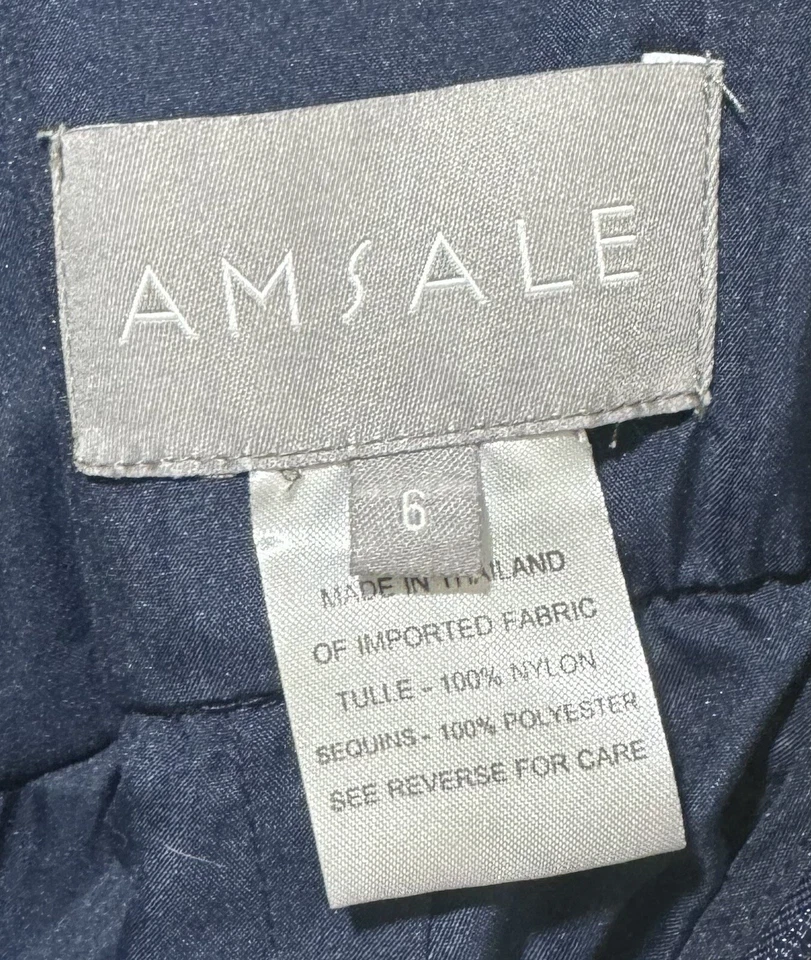 AMSALE
6
MADE IN THAILAND
OF IMPORTED FABRIC
TULLE - 100% NYLON
SEQUINS - 100% POLYESTER
SEE REVERSE FOR CARE